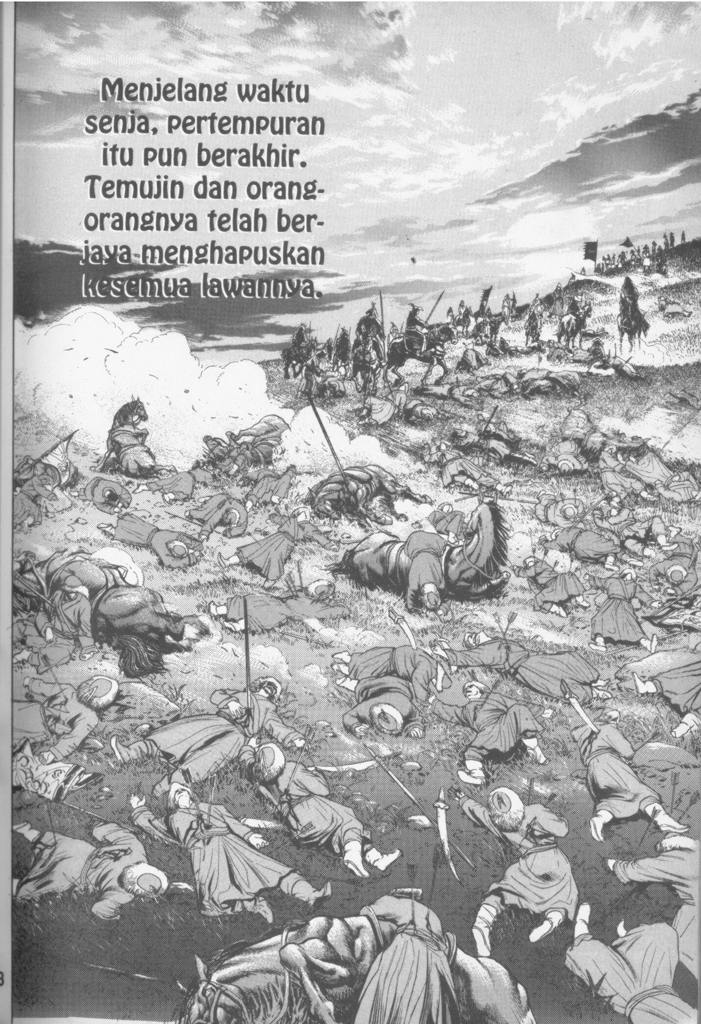 Menjelang waktu
senja, pertempuran
itu pun berakhir.
Temujin dan orang-
orangnya telah ber-
jaya menghapuskan
kesemua lawannya.